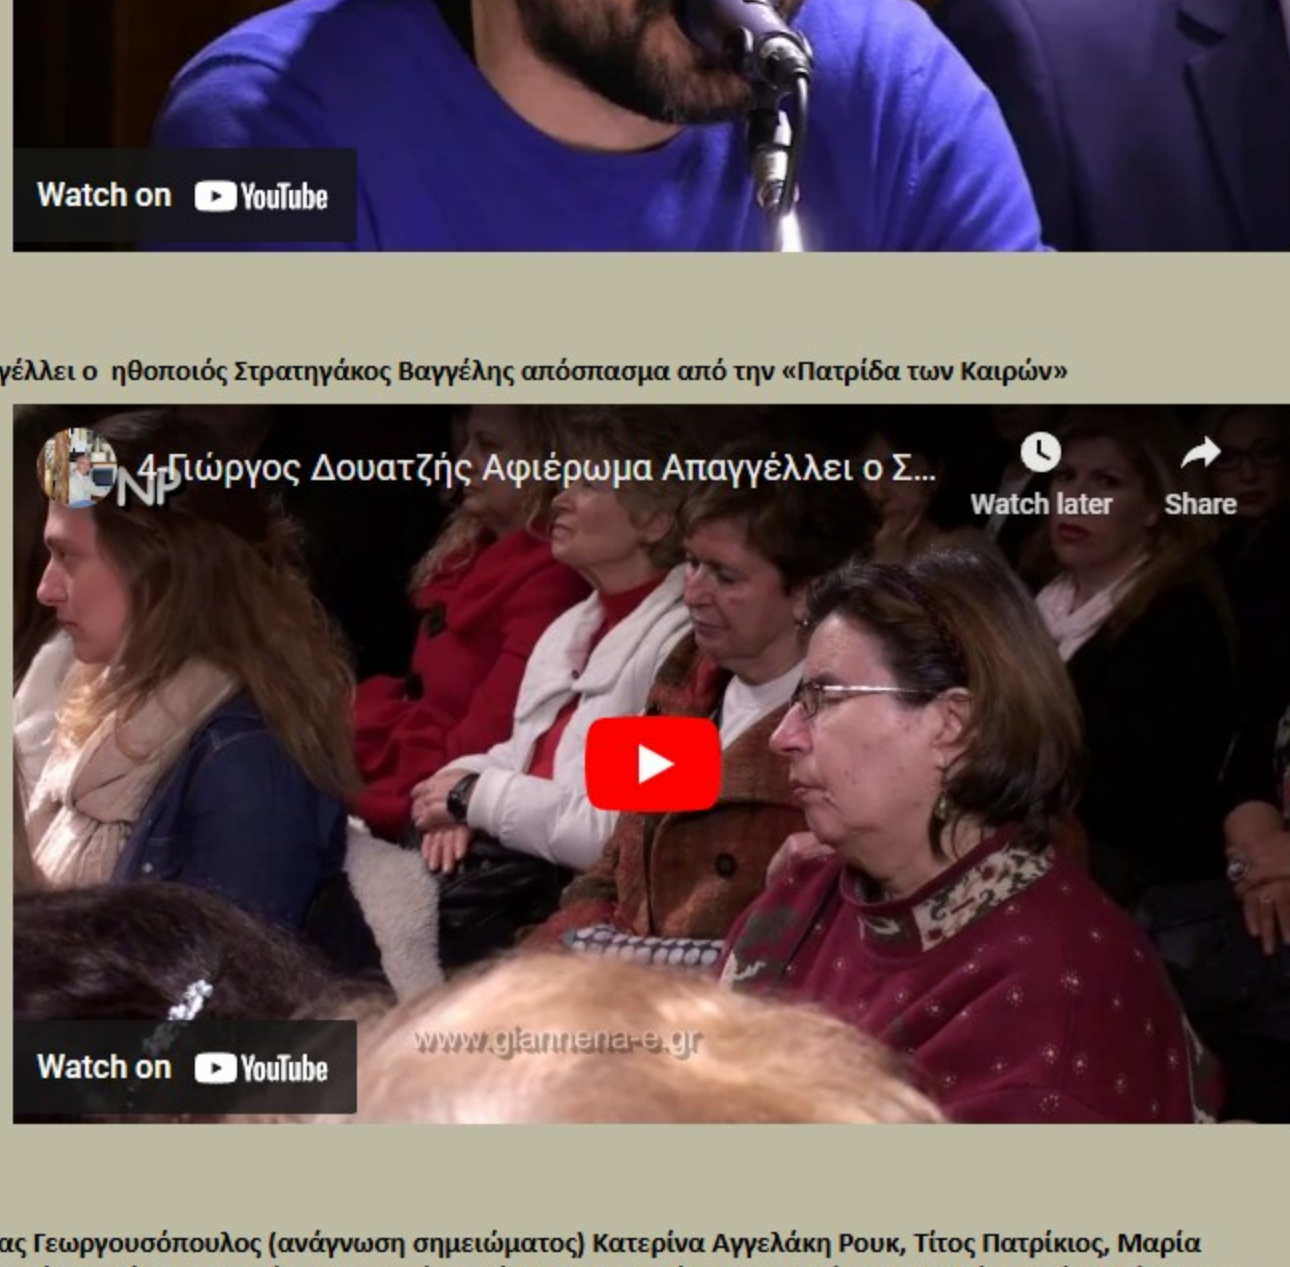 Watch on YouTube
γέλλει ο ηθοποιός Στρατηγάκος Βαγγέλης απόσπασμα από την «Πατρίδα των Καιρών»
4-Γιώργος Δουατζής Αφιέρωμα Απαγγέλλει ο Σ...
NP
Watch later
Share
www.giannena-e.gr
Watch on YouTube
ας Γεωργουσόπουλος (ανάγνωση σημειώματος) Κατερίνα Αγγελάκη Ρουκ, Τίτος Πατρίκιος, Μαρία